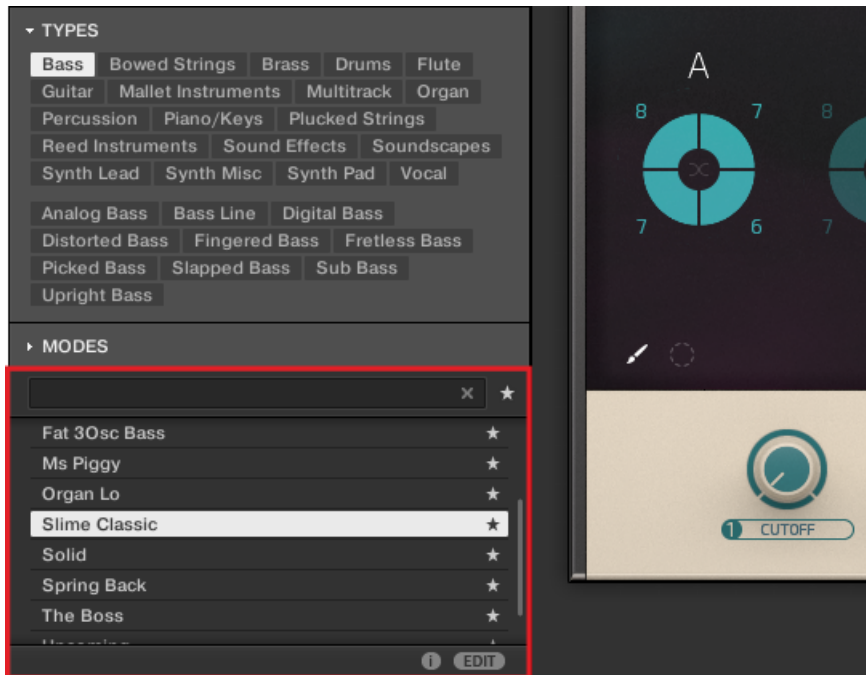 TYPES
Bass Bowed Strings Brass Drums Flute
Guitar Mallet Instruments Multitrack Organ
Percussion Piano/Keys Plucked Strings
Reed Instruments Sound Effects Soundscapes
Synth Lead Synth Misc Synth Pad Vocal
Analog Bass Bass Line Digital Bass
Distorted Bass Fingered Bass Fretless Bass
Picked Bass Slapped Bass Sub Bass
Upright Bass
MODES
Fat 3Osc Bass
Ms Piggy
Organ Lo
Slime Classic
Solid
Spring Back
The Boss
i EDIT
A
8 7 8
7 6 7
1 CUTOFF